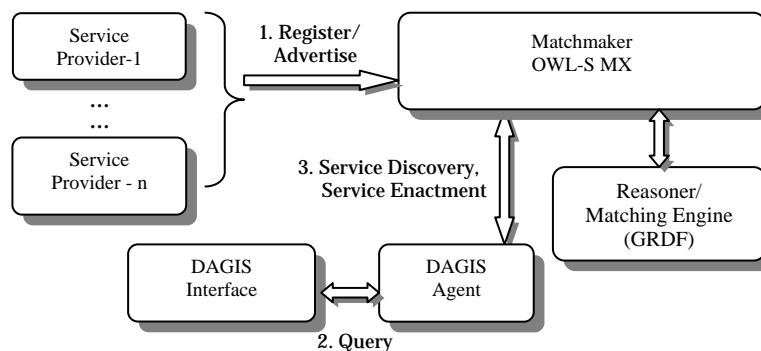 Service
Provider-1
...
...
Service
Provider - n
1. Register/
Advertise
Matchmaker
OWL-S MX
3. Service Discovery,
Service Enactment
Reasoner/
Matching Engine
(GRDF)
DAGIS
Interface
DAGIS
Agent
2. Query